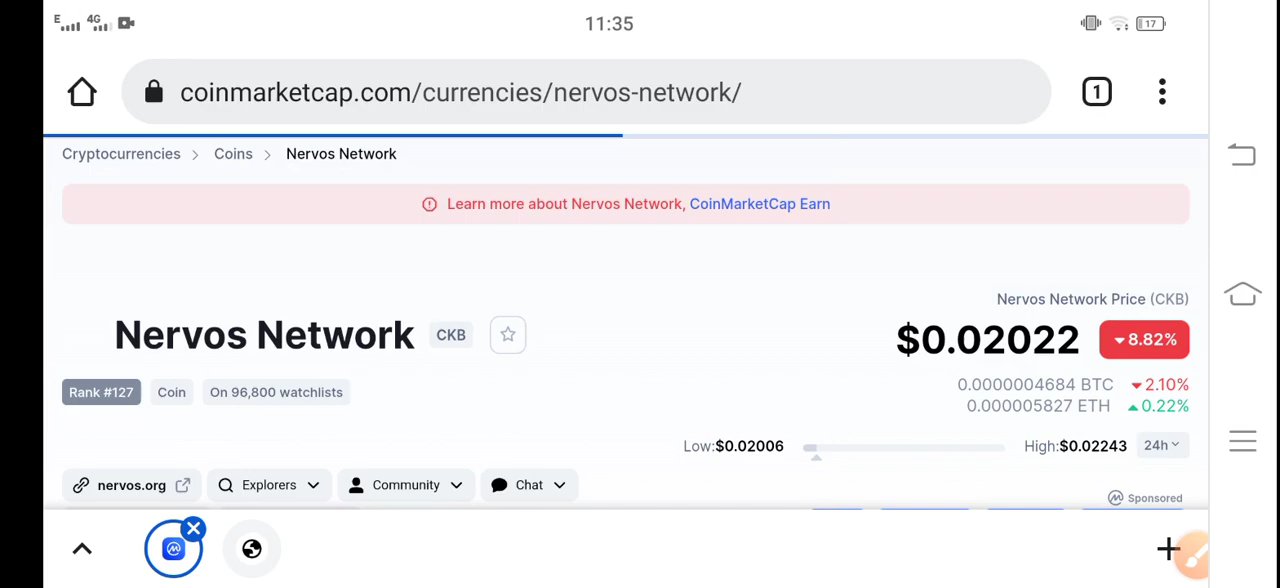 E 4G 11:35 17
coinmarketcap.com/currencies/nervos-network/ 1
Cryptocurrencies > Coins > Nervos Network
Learn more about Nervos Network, CoinMarketCap Earn
Nervos Network Price (CKB)
Nervos Network CKB $0.02022 8.82%
Rank #127 Coin On 96,800 watchlists 0.0000004684 BTC 2.10%
0.000005827 ETH 0.22%
Low:$0.02006 High:$0.02243 24h
nervos.org Explorers Community Chat
Sponsored